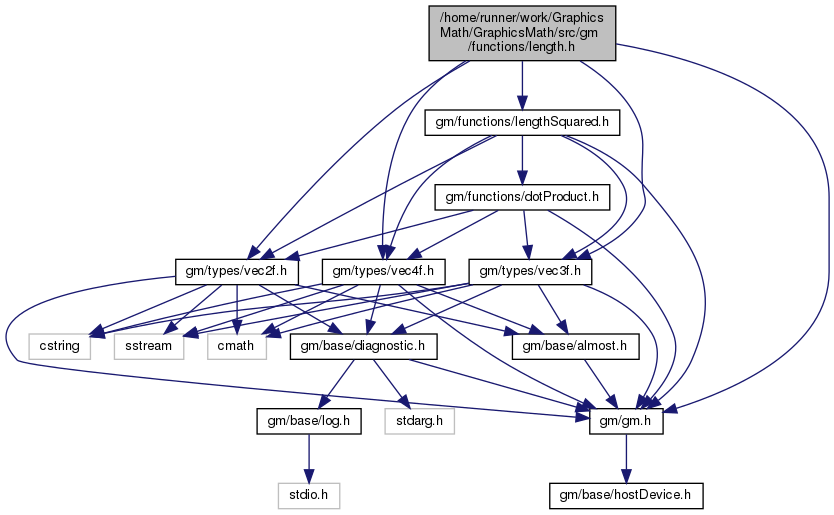 /home/runner/work/Graphics
Math/GraphicsMath/src/gm
/functions/length.h
gm/functions/lengthSquared.h
gm/functions/dotProduct.h
gm/types/vec2f.h
gm/types/vec4f.h
gm/types/vec3f.h
cstring
sstream
cmath
gm/base/diagnostic.h
gm/base/almost.h
gm/base/log.h
stdarg.h
gm/gm.h
stdio.h
gm/base/hostDevice.h